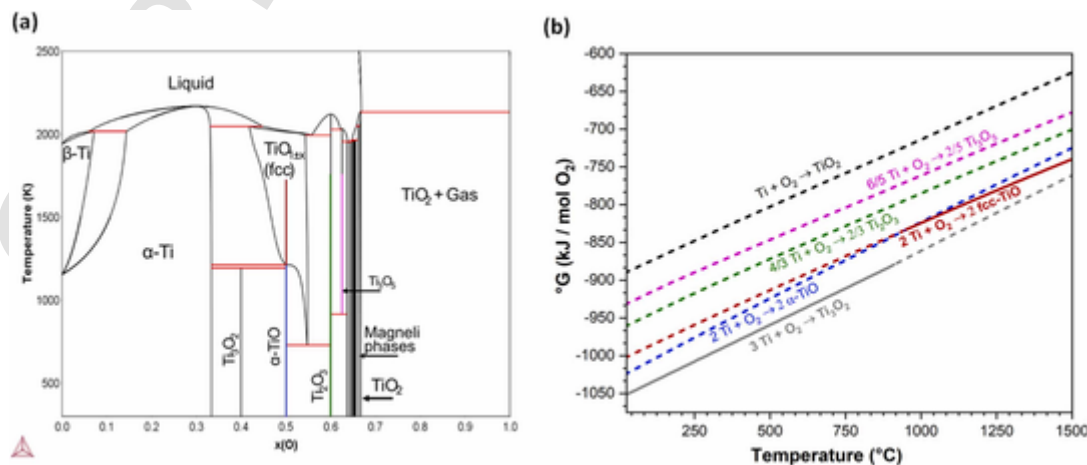 (a)
2500
2000
1500
1000
500
Temperature (K)
Liquid
β-Ti
TiO1±x
(fcc)
TiO2 + Gas
α-Ti
Ti3O5
Ti3O2
α-TiO
Ti2O3
Magneli
phases
TiO2
0.0 0.1 0.2 0.3 0.4 0.5 0.6 0.7 0.8 0.9 1.0
x(O)
(b)
-600
-650
-700
-750
-800
-850
-900
-950
-1000
-1050
°G (kJ / mol O2)
Ti + O2 → TiO2
6/5 Ti + O2 → 2/5 Ti3O5
4/3 Ti + O2 → 2/3 Ti2O3
2 Ti + O2 → 2 fcc-TiO
2 Ti + O2 → 2 α-TiO
3 Ti + O2 → Ti3O2
250 500 750 1000 1250 1500
Temperature (°C)